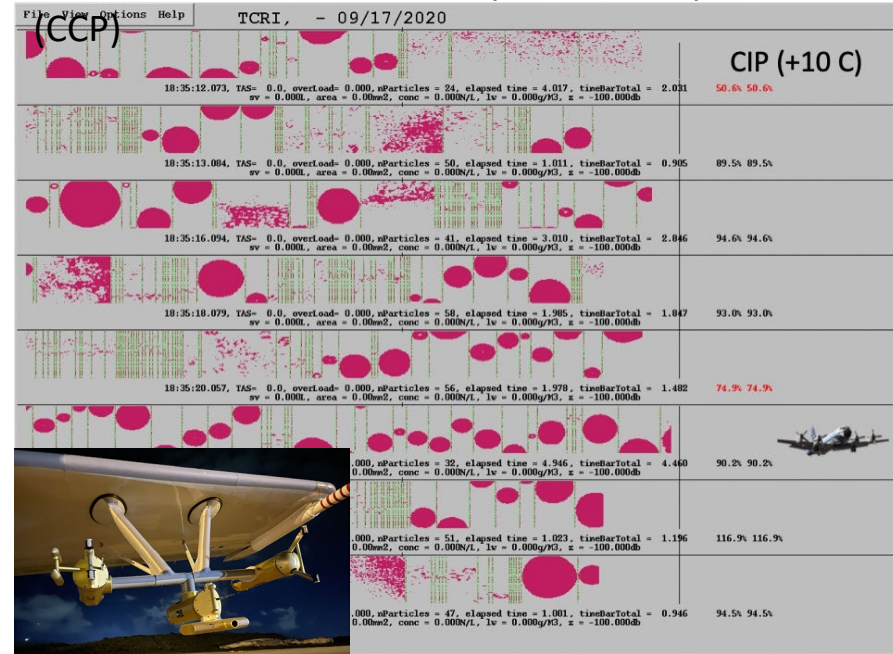 File View Options Help
(CCP)
TCRI, - 09/17/2020
CIP (+10 C)
18:35:12.073, TAS= 0.0, overLoad= 0.000, nParticles = 24, elapsed time = 4.017, timeBarTotal = 2.031 50.6% 50.6%
sv = 0.000L, area = 0.00mm2, conc = 0.000N/L, lw = 0.000g/M3, z = -100.000db
18:35:13.084, TAS= 0.0, overLoad= 0.000, nParticles = 50, elapsed time = 1.011, timeBarTotal = 0.905 89.5% 89.5%
sv = 0.000L, area = 0.00mm2, conc = 0.000N/L, lw = 0.000g/M3, z = -100.000db
18:35:16.094, TAS= 0.0, overLoad= 0.000, nParticles = 41, elapsed time = 3.010, timeBarTotal = 2.846 94.6% 94.6%
sv = 0.000L, area = 0.00mm2, conc = 0.000N/L, lw = 0.000g/M3, z = -100.000db
18:35:18.079, TAS= 0.0, overLoad= 0.000, nParticles = 58, elapsed time = 1.985, timeBarTotal = 1.847 93.0% 93.0%
sv = 0.000L, area = 0.00mm2, conc = 0.000N/L, lw = 0.000g/M3, z = -100.000db
18:35:20.057, TAS= 0.0, overLoad= 0.000, nParticles = 56, elapsed time = 1.978, timeBarTotal = 1.482 74.9% 74.9%
sv = 0.000L, area = 0.00mm2, conc = 0.000N/L, lw = 0.000g/M3, z = -100.000db
.000, nParticles = 32, elapsed time = 4.946, timeBarTotal = 4.460 90.2% 90.2%
0.00mm2, conc = 0.000N/L, lw = 0.000g/M3, z = -100.000db
.000, nParticles = 51, elapsed time = 1.023, timeBarTotal = 1.196 116.9% 116.9%
0.00mm2, conc = 0.000N/L, lw = 0.000g/M3, z = -100.000db
.000, nParticles = 47, elapsed time = 1.001, timeBarTotal = 0.946 94.5% 94.5%
0.00mm2, conc = 0.000N/L, lw = 0.000g/M3, z = -100.000db